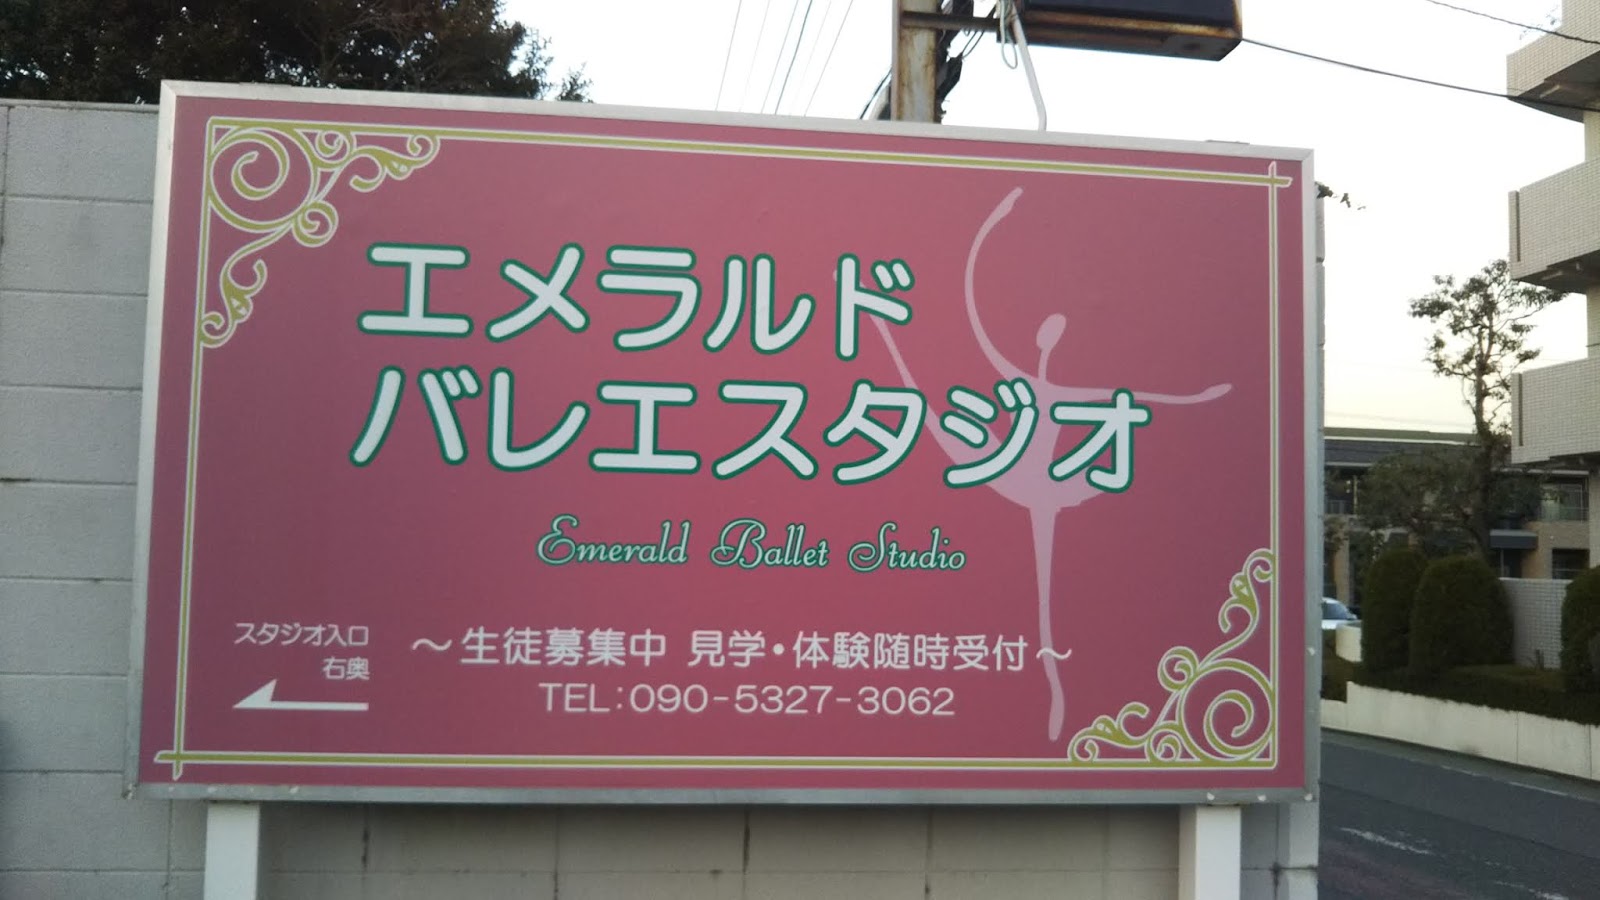 エメラルド
バレエスタジオ
Emerald Ballet Studio
スタジオ入口
右奥
～生徒募集中 見学・体験随時受付～
TEL:090-5327-3062